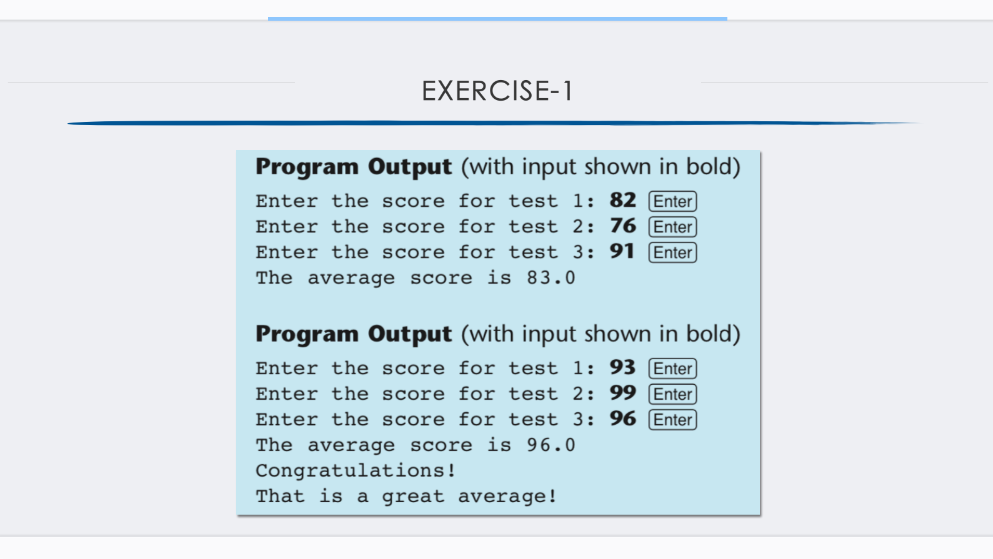 EXERCISE-1
Program Output (with input shown in bold)
Enter the score for test 1: 82 Enter
Enter the score for test 2: 76 Enter
Enter the score for test 3: 91 Enter
The average score is 83.0
Program Output (with input shown in bold)
Enter the score for test 1: 93 Enter
Enter the score for test 2: 99 Enter
Enter the score for test 3: 96 Enter
The average score is 96.0
Congratulations!
That is a great average!